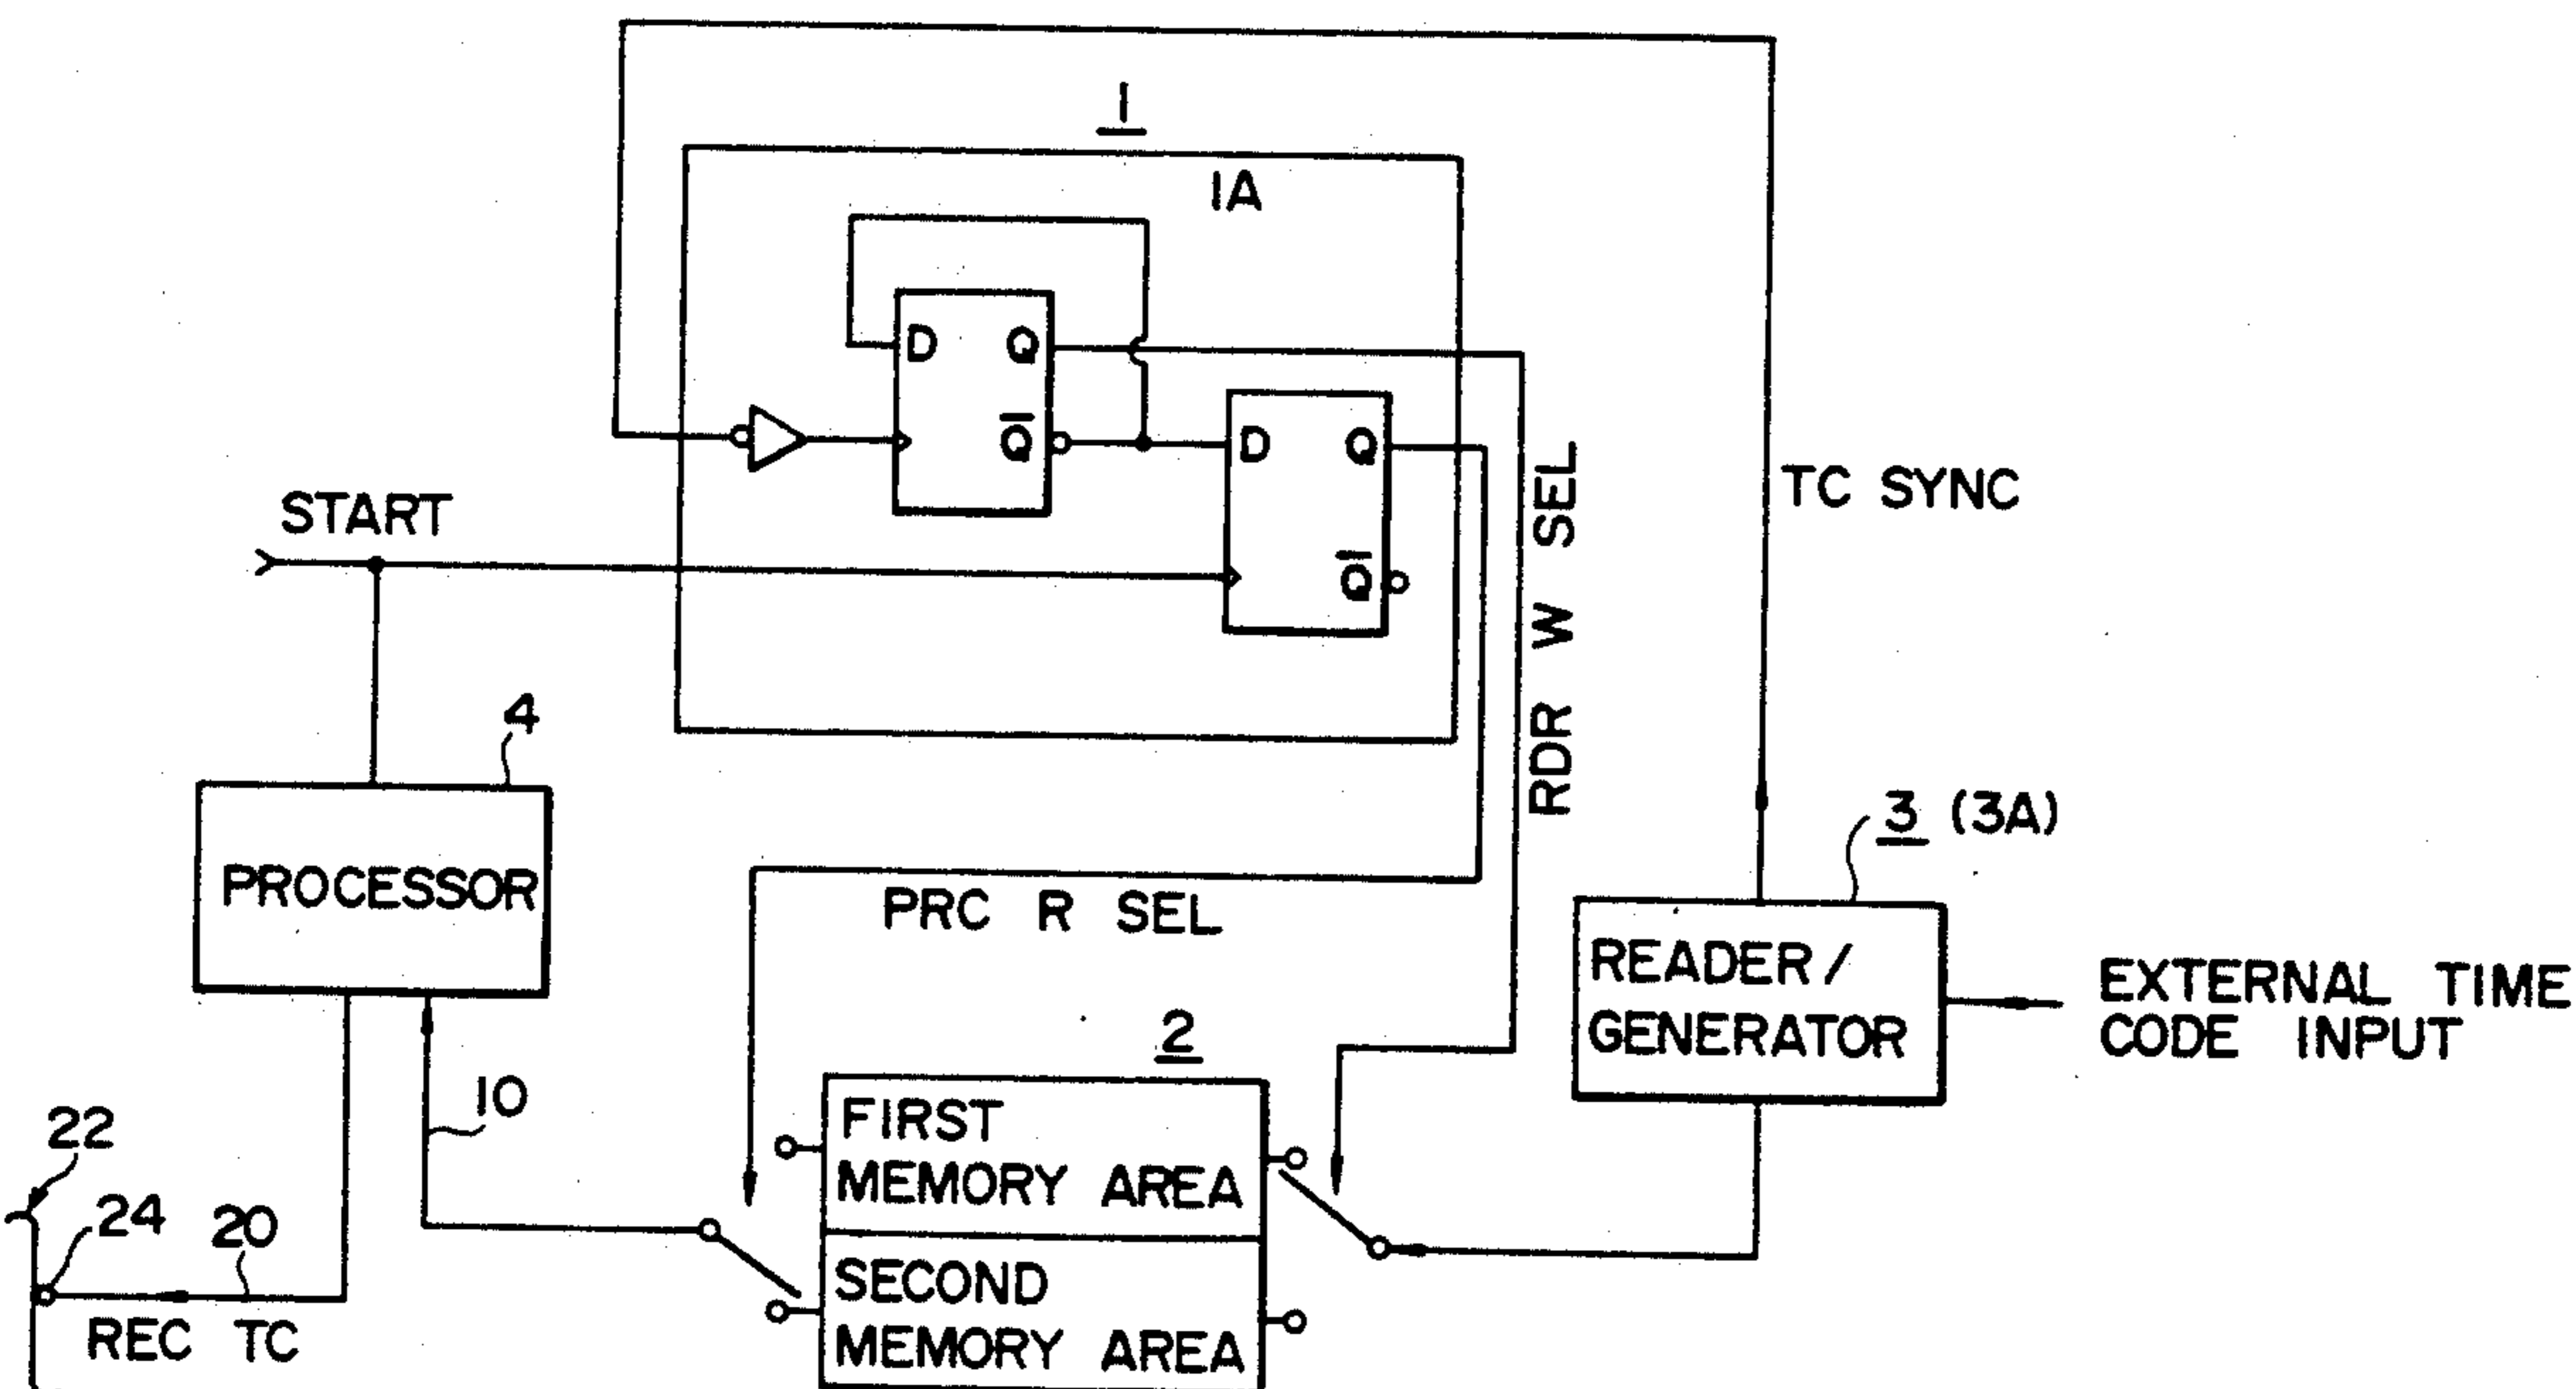 1
1A
D Q
Q̅
D Q
Q̅
START
TC SYNC
RDR W SEL
4
PROCESSOR
3 (3A)
PRC R SEL
READER/
GENERATOR
EXTERNAL TIME
CODE INPUT
2
10
22
24
20
REC TC
FIRST
MEMORY AREA
SECOND
MEMORY AREA